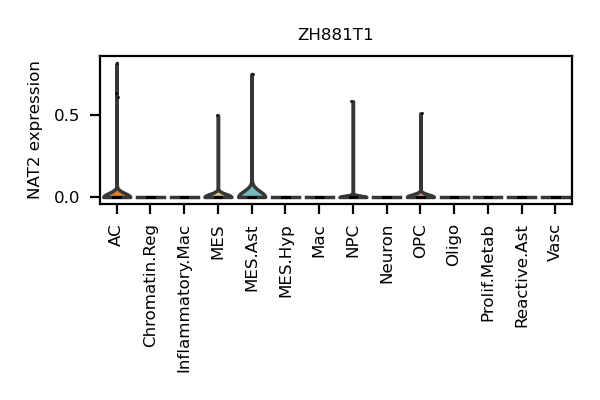 ZH881T1
NAT2 expression
0.5
0.0
AC
Chromatin.Reg
Inflammatory.Mac
MES
MES.Ast
MES.Hyp
Mac
NPC
Neuron
OPC
Oligo
Prolif.Metab
Reactive.Ast
Vasc